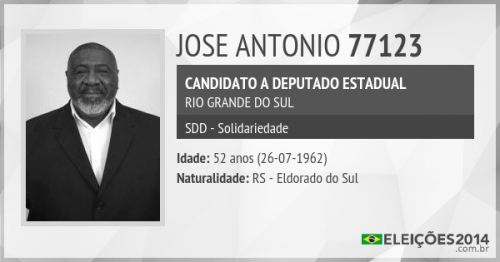 JOSE ANTONIO 77123
CANDIDATO A DEPUTADO ESTADUAL
RIO GRANDE DO SUL
SDD - Solidariedade
Idade: 52 anos (26-07-1962)
Naturalidade: RS - Eldorado do Sul
ELEIÇÕES2014
.com.br